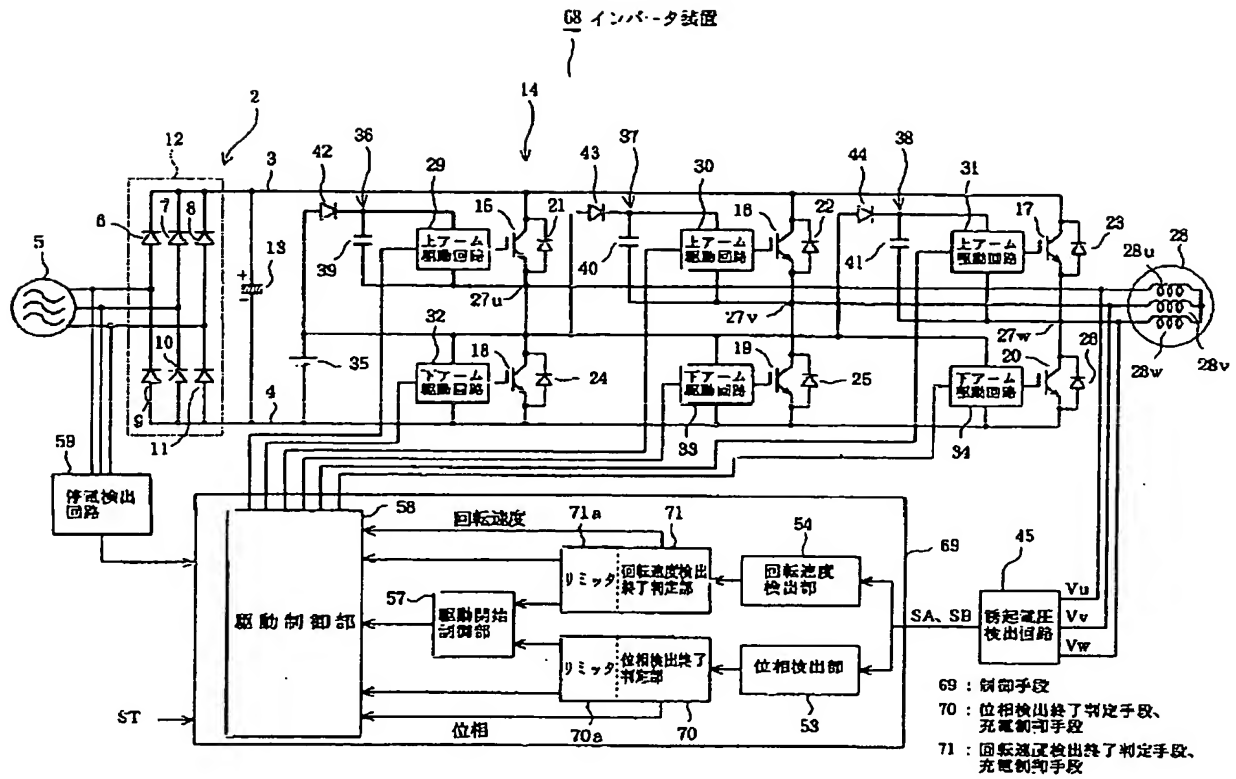 68 インバータ装置
14
2
12
3
42
36
29
43
37
30
44
38
31
6
7
8
15
21
16
22
17
23
28
28u
5
13
39
上アーム
駆動回路
40
上アーム
駆動回路
41
上アーム
駆動回路
27u
27v
27w
28w
28v
10
35
32
18
19
20
26
下アーム
駆動回路
24
下アーム
駆動回路
25
下アーム
駆動回路
9
11
4
33
34
59
停電検出
回路
58
回転速度
71a
71
54
69
45
リミッタ
回転速度検出
終了判定部
回転速度
検出部
57
駆動開始
制御部
駆動制御部
SA、SB
誘起電圧
検出回路
Vu
Vv
Vw
リミッタ
位相検出終了
判定部
位相検出部
ST
位相
70a
70
53
69 : 制御手段
70 : 位相検出終了判定手段、
充電制御手段
71 : 回転速度検出終了判定手段、
充電制御手段